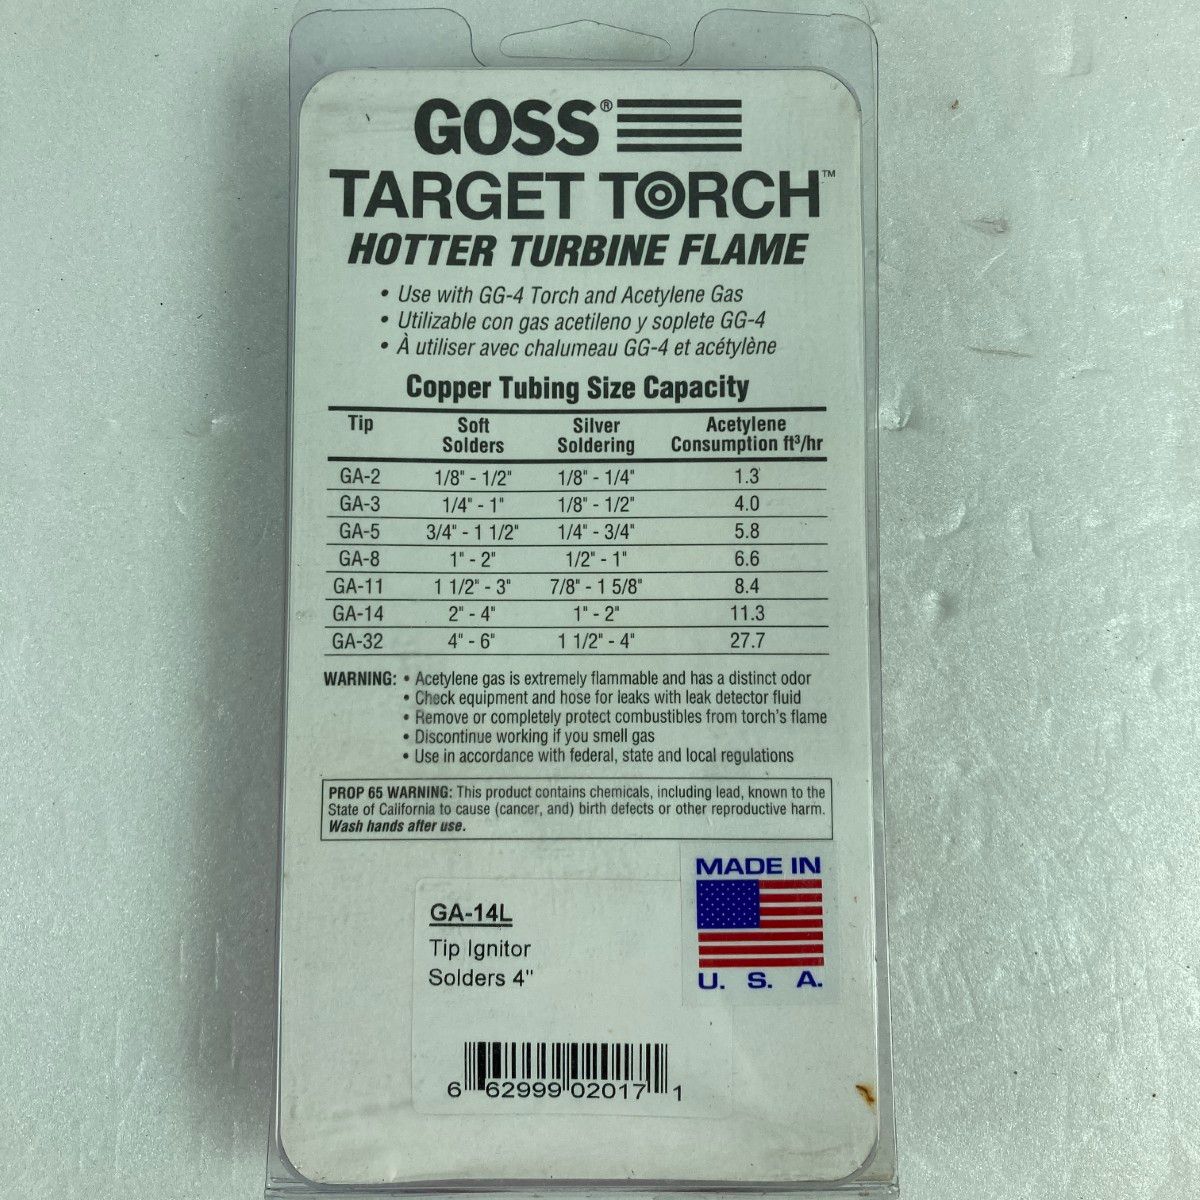 GOSS®
TARGET TORCH™
HOTTER TURBINE FLAME
• Use with GG-4 Torch and Acetylene Gas
• Utilizable con gas acetileno y soplete GG-4
• À utiliser avec chalumeau GG-4 et acétylène
Copper Tubing Size Capacity
Tip Soft Solders Silver Soldering Acetylene Consumption ft³/hr
GA-2 1/8" - 1/2" 1/8" - 1/4" 1.3
GA-3 1/4" - 1" 1/8" - 1/2" 4.0
GA-5 3/4" - 1 1/2" 1/4" - 3/4" 5.8
GA-8 1" - 2" 1/2" - 1" 6.6
GA-11 1 1/2" - 3" 7/8" - 1 5/8" 8.4
GA-14 2" - 4" 1" - 2" 11.3
GA-32 4" - 6" 1 1/2" - 4" 27.7
WARNING: • Acetylene gas is extremely flammable and has a distinct odor
• Check equipment and hose for leaks with leak detector fluid
• Remove or completely protect combustibles from torch's flame
• Discontinue working if you smell gas
• Use in accordance with federal, state and local regulations
PROP 65 WARNING: This product contains chemicals, including lead, known to the
State of California to cause (cancer, and) birth defects or other reproductive harm.
Wash hands after use.
MADE IN
U. S. A.
GA-14L
Tip Ignitor
Solders 4"
6 62999 02017 1